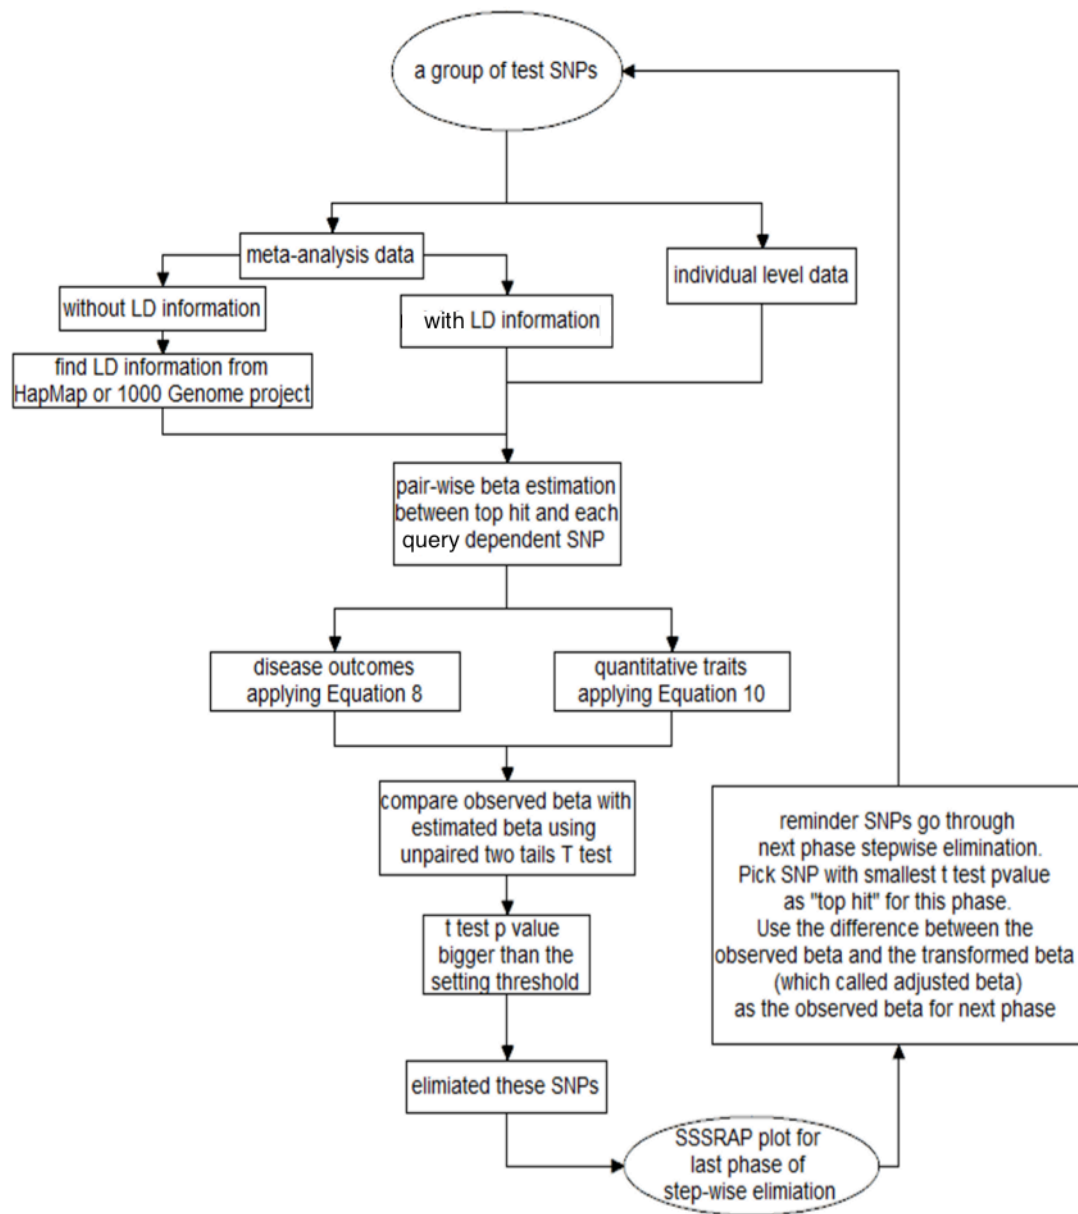 a group of test SNPs
meta-analysis data
individual level data
without LD information
with LD information
find LD information from
HapMap or 1000 Genome project
pair-wise beta estimation
between top hit and each
query dependent SNP
disease outcomes
applying Equation 8
quantitative traits
applying Equation 10
compare observed beta with
estimated beta using
unpaired two tails T test
t test p value
bigger than the
setting threshold
elimiated these SNPs
SSSRAP plot for
last phase of
step-wise elimiation
reminder SNPs go through
next phase stepwise elimination.
Pick SNP with smallest t test pvalue
as "top hit" for this phase.
Use the difference between the
observed beta and the transformed beta
(which called adjusted beta)
as the observed beta for next phase